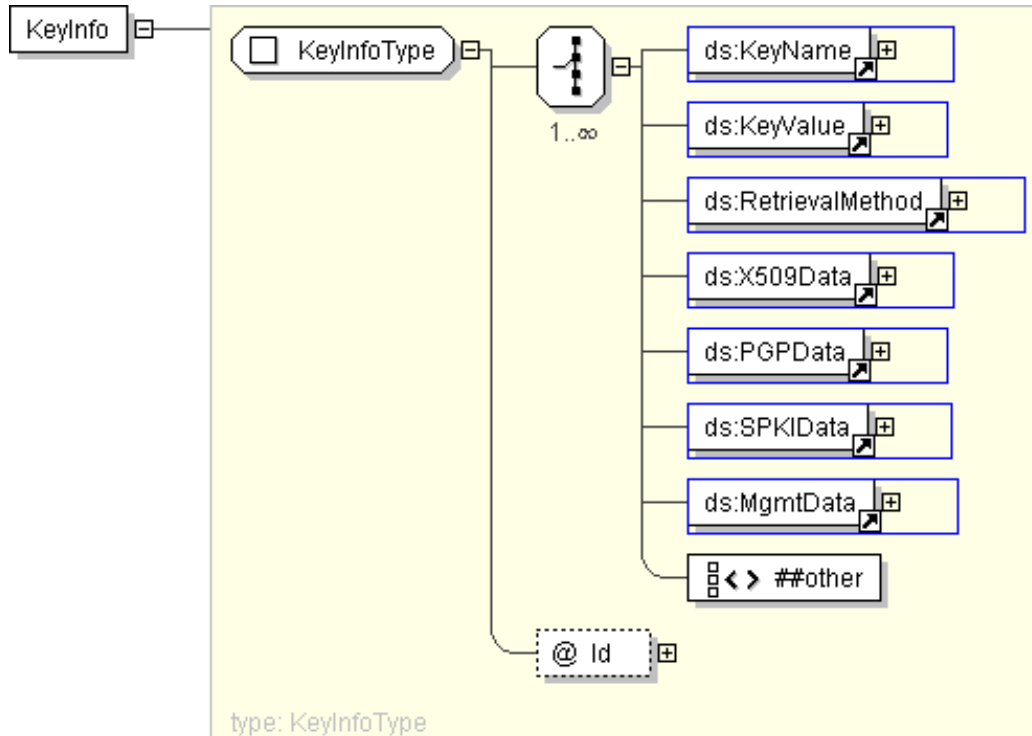 KeyInfo
KeyInfoType
1..∞
ds:KeyName
ds:KeyValue
ds:RetrievalMethod
ds:X509Data
ds:PGPData
ds:SPKIData
ds:MgmtData
##other
@ Id
type: KeyInfoType